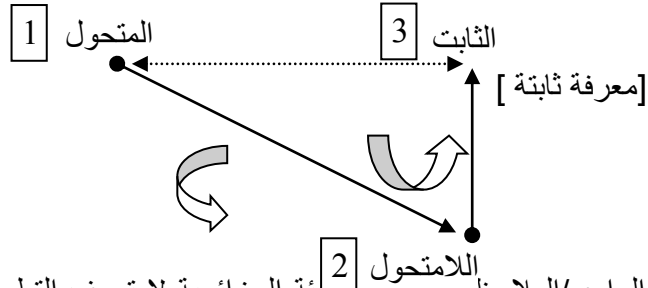 المتحول 1
الثابت 3
[معرفة ثابتة ]
اللامتحول 2